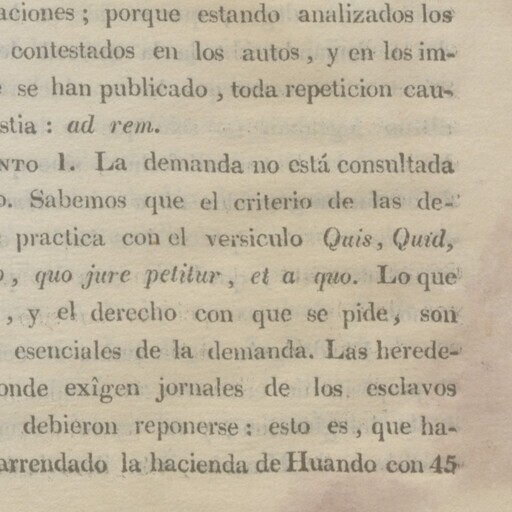 aciones ; porque estando analizados los
contestados en los autos , y en los im-
se han publicado , toda repeticion cau-
stia : ad rem.
NTO 1. La demanda no está consultada
o. Sabemos que el criterio de las de-
practica con el versiculo Quis, Quid,
o, quo jure petitur, et a quo. Lo que
, y el derecho con que se pide, son
esenciales de la demanda. Las herede-
onde exîgen jornales de los esclavos
debieron reponerse : esto es , que ha-
arrendado la hacienda de Huando con 45